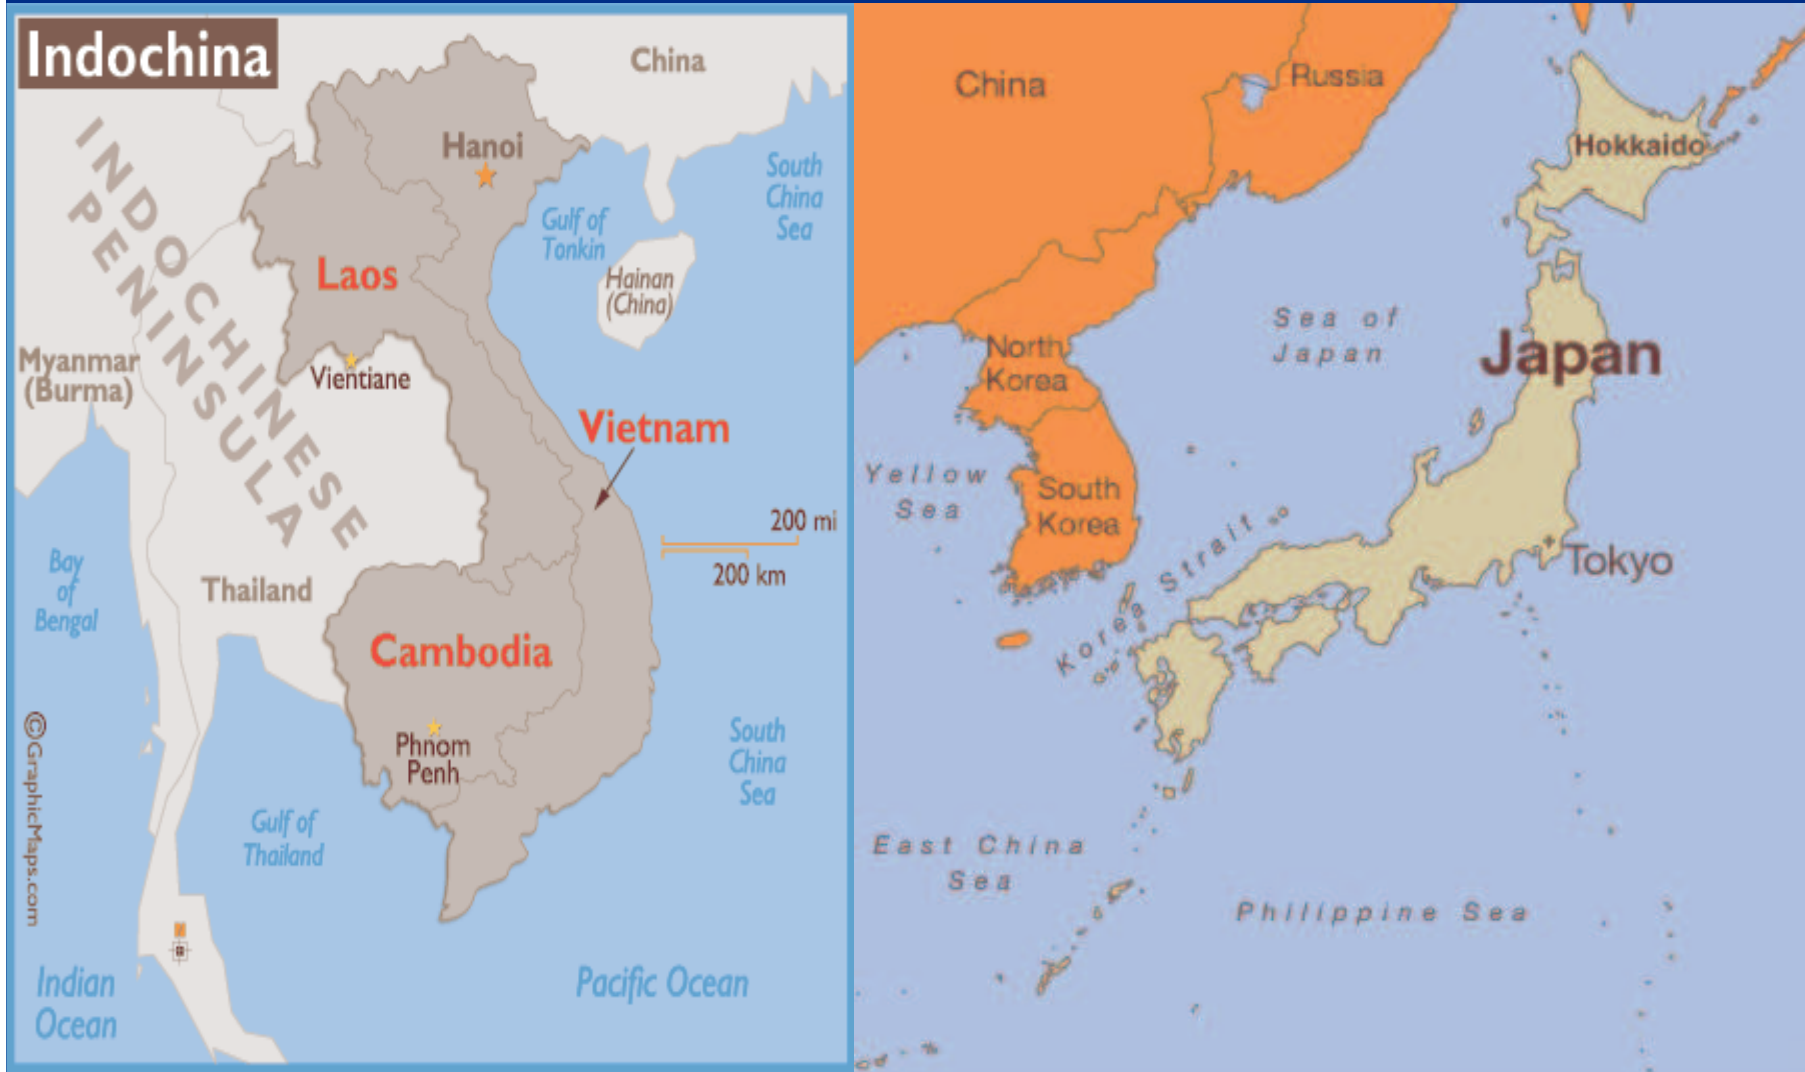 Indochina
China
Hanoi
INDOCHINESE
PENINSULA
South
China
Sea
Gulf of
Tonkin
Laos
Hainan
(China)
Myanmar
(Burma)
Vientiane
Vietnam
200 mi
200 km
Bay
of
Bengal
Thailand
Cambodia
Phnom
Penh
South
China
Sea
©GraphicMaps.com
Gulf of
Thailand
Indian
Ocean
Pacific Ocean
China
Russia
Hokkaido
Sea of
Japan
North
Korea
Japan
Yellow
Sea
South
Korea
Korea Strait
Tokyo
East China
Sea
Philippine Sea